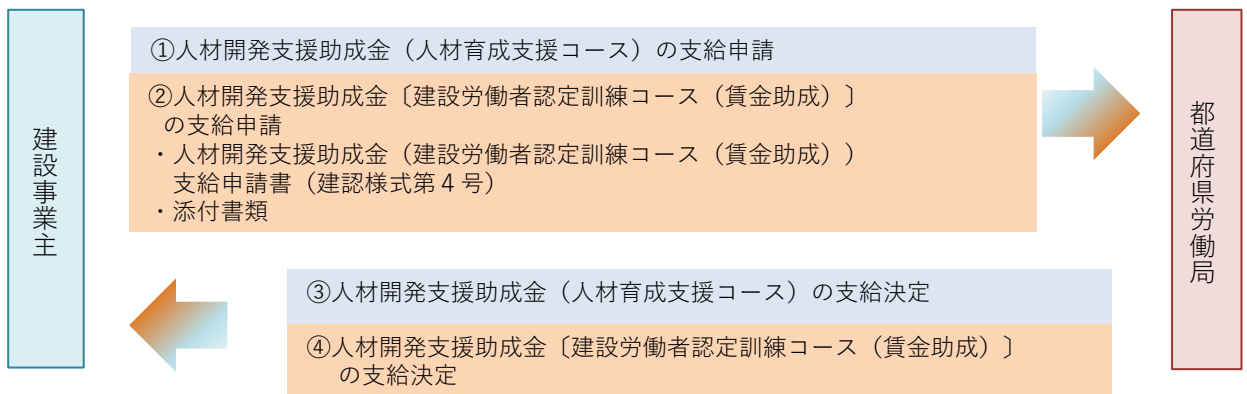 建設事業主
①人材開発支援助成金（人材育成支援コース）の支給申請
②人材開発支援助成金〔建設労働者認定訓練コース（賃金助成）〕
の支給申請
・人材開発支援助成金（建設労働者認定訓練コース（賃金助成））
支給申請書（建認様式第４号）
・添付書類
都道府県労働局
③人材開発支援助成金（人材育成支援コース）の支給決定
④人材開発支援助成金〔建設労働者認定訓練コース（賃金助成）〕
の支給決定